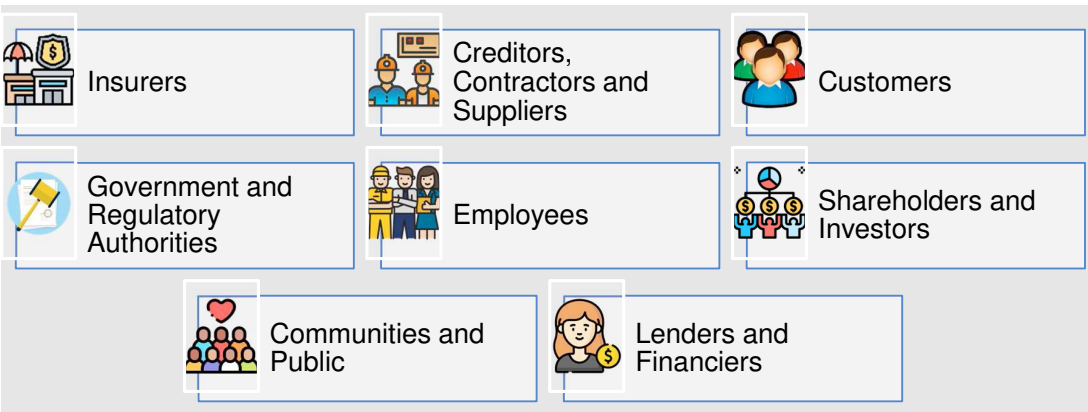 Insurers
Creditors,
Contractors and
Suppliers
Customers
Government and
Regulatory
Authorities
Employees
Shareholders and
Investors
Communities and
Public
Lenders and
Financiers